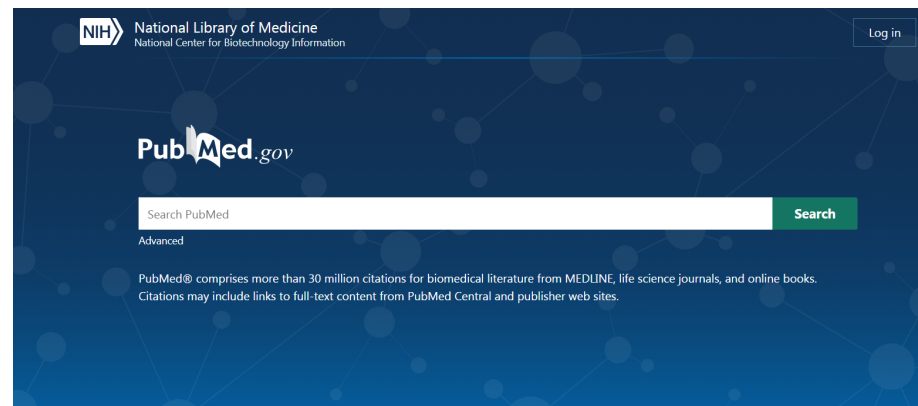 NIH
National Library of Medicine
National Center for Biotechnology Information
Log in
PubMed.gov
Search PubMed
Search
Advanced
PubMed® comprises more than 30 million citations for biomedical literature from MEDLINE, life science journals, and online books.
Citations may include links to full-text content from PubMed Central and publisher web sites.